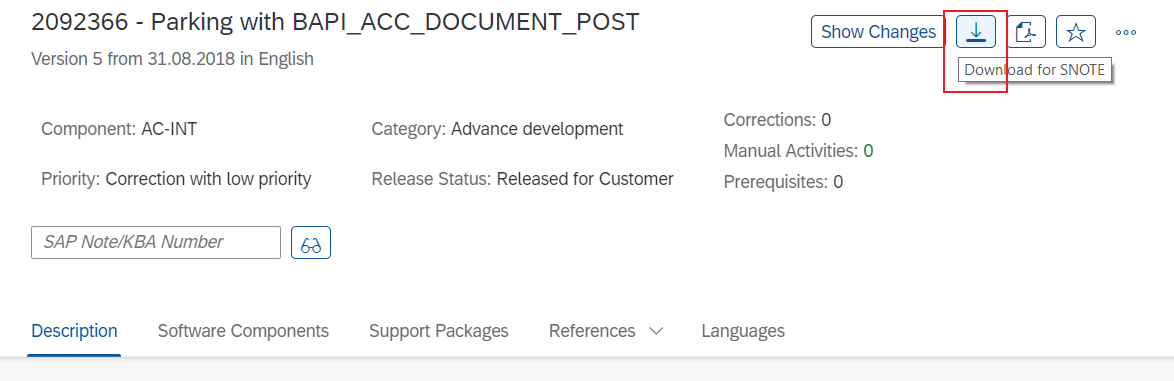 2092366 - Parking with BAPI_ACC_DOCUMENT_POST
Show Changes
Version 5 from 31.08.2018 in English
Download for SNOTE
Component: AC-INT
Category: Advance development
Corrections: 0
Manual Activities: 0
Priority: Correction with low priority
Release Status: Released for Customer
Prerequisites: 0
SAP Note/KBA Number
Description
Software Components
Support Packages
References
Languages